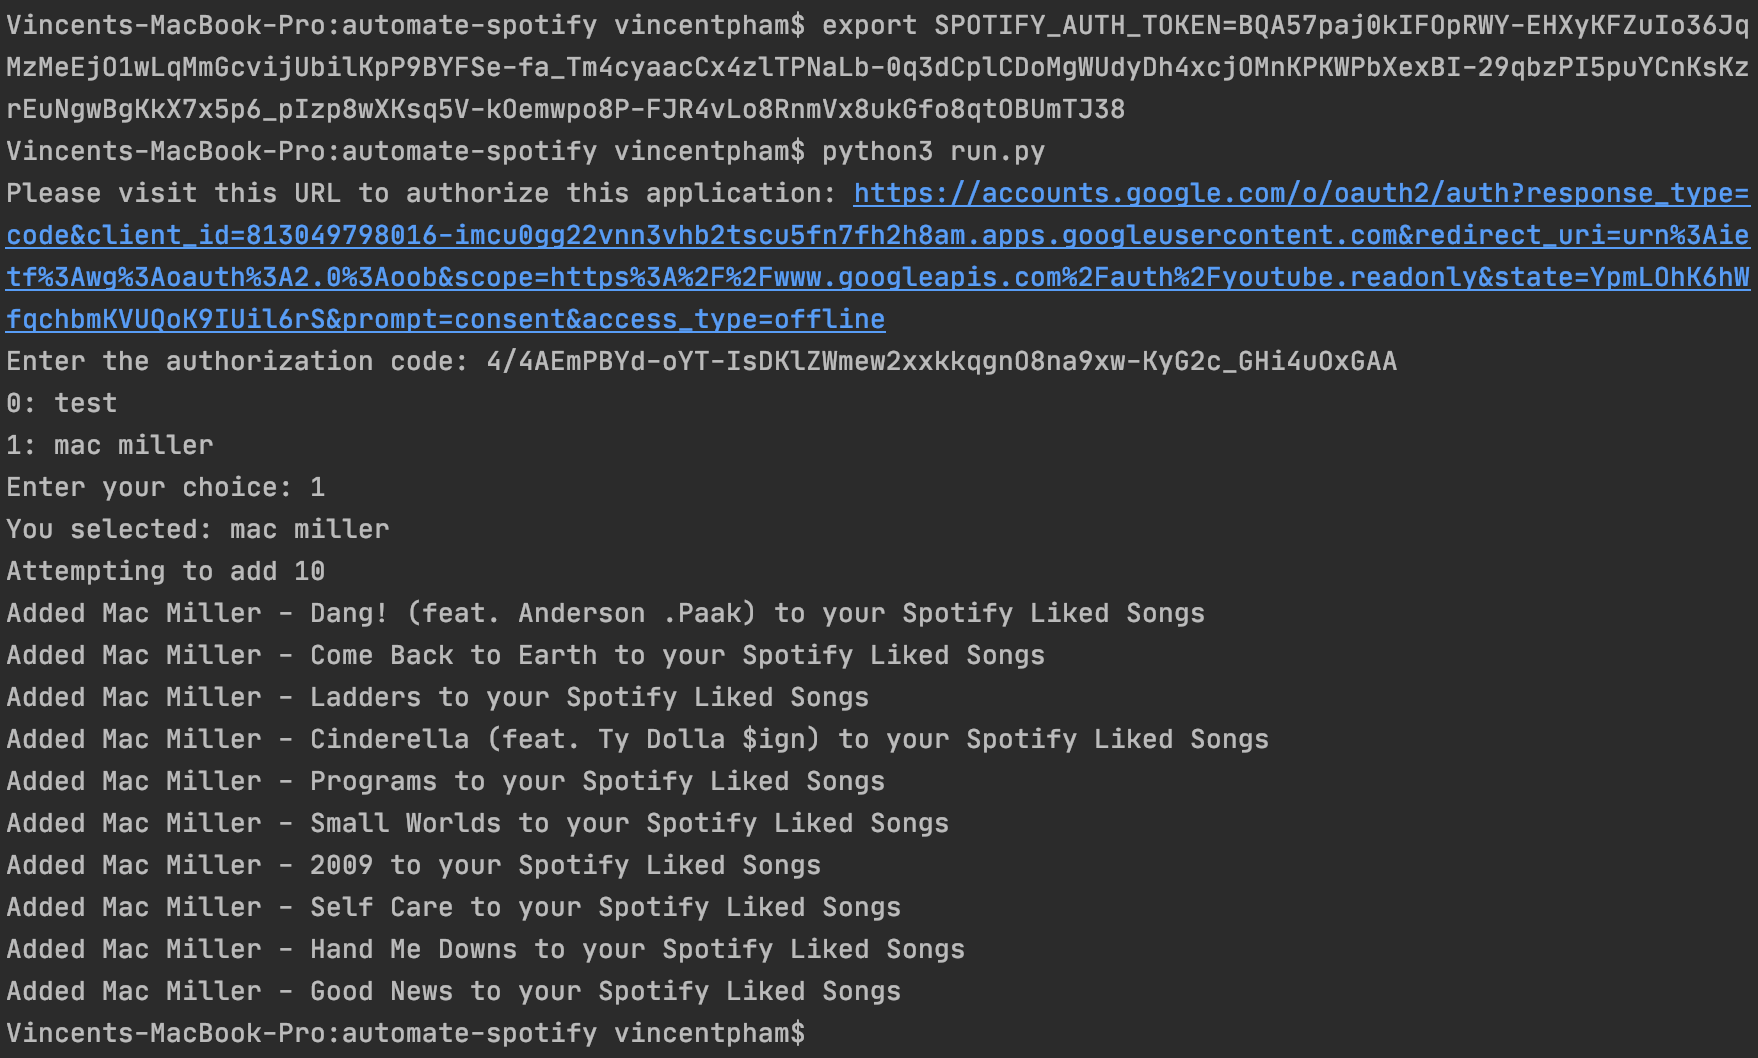 Vincents-MacBook-Pro:automate-spotify vincentpham$ export SPOTIFY_AUTH_TOKEN=BQA57paj0kIFOpRWY-EHXyKFZuIo36Jq
MzMeEjO1wLqMmGcvijUbilKpP9BYFSe-fa_Tm4cyaacCx4zlTPNaLb-0q3dCplCDoMgWUdyDh4xcjOMnKPKWPbXexBI-29qbzPI5puYCnKsKz
rEuNgwBgKkX7x5p6_pIzp8wXKsq5V-kOemwpo8P-FJR4vLo8RnmVx8ukGfo8qtOBUmTJ38
Vincents-MacBook-Pro:automate-spotify vincentpham$ python3 run.py
Please visit this URL to authorize this application: https://accounts.google.com/o/oauth2/auth?response_type=
code&client_id=813049798016-imcu0gg22vnn3vhb2tscu5fn7fh2h8am.apps.googleusercontent.com&redirect_uri=urn%3Aie
tf%3Awg%3Aoauth%3A2.0%3Aoob&scope=https%3A%2F%2Fwww.googleapis.com%2Fauth%2Fyoutube.readonly&state=YpmLOhK6hW
fqchbmKVUQoK9IUil6rS&prompt=consent&access_type=offline
Enter the authorization code: 4/4AEmPBYd-oYT-IsDKlZWmew2xxkkqgnO8na9xw-KyG2c_GHi4uOxGAA
0: test
1: mac miller
Enter your choice: 1
You selected: mac miller
Attempting to add 10
Added Mac Miller - Dang! (feat. Anderson .Paak) to your Spotify Liked Songs
Added Mac Miller - Come Back to Earth to your Spotify Liked Songs
Added Mac Miller - Ladders to your Spotify Liked Songs
Added Mac Miller - Cinderella (feat. Ty Dolla $ign) to your Spotify Liked Songs
Added Mac Miller - Programs to your Spotify Liked Songs
Added Mac Miller - Small Worlds to your Spotify Liked Songs
Added Mac Miller - 2009 to your Spotify Liked Songs
Added Mac Miller - Self Care to your Spotify Liked Songs
Added Mac Miller - Hand Me Downs to your Spotify Liked Songs
Added Mac Miller - Good News to your Spotify Liked Songs
Vincents-MacBook-Pro:automate-spotify vincentpham$